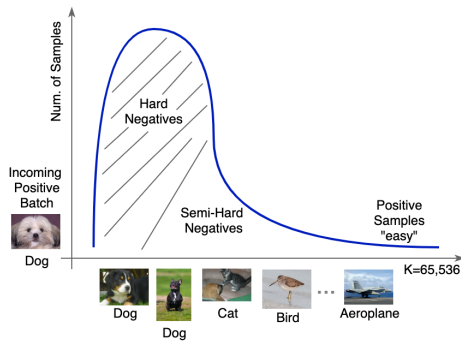 Num. of Samples
Hard
Negatives
Incoming
Positive
Batch
Dog
Semi-Hard
Negatives
Positive
Samples
"easy"
K=65,536
Dog
Dog
Cat
Bird
...
Aeroplane